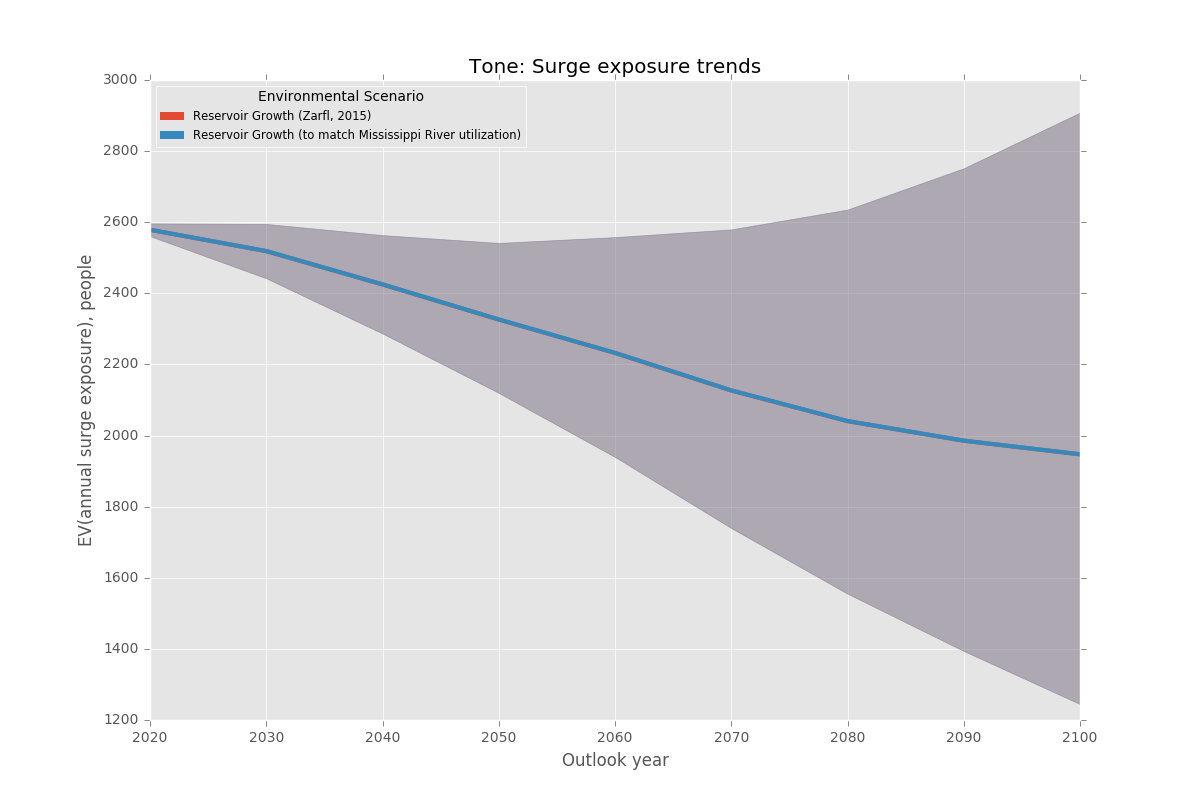 Tone: Surge exposure trends
Environmental Scenario
Reservoir Growth (Zarfl, 2015)
Reservoir Growth (to match Mississippi River utilization)
EV(annual surge exposure), people
3000
2800
2600
2400
2200
2000
1800
1600
1400
1200
2020 2030 2040 2050 2060 2070 2080 2090 2100
Outlook year